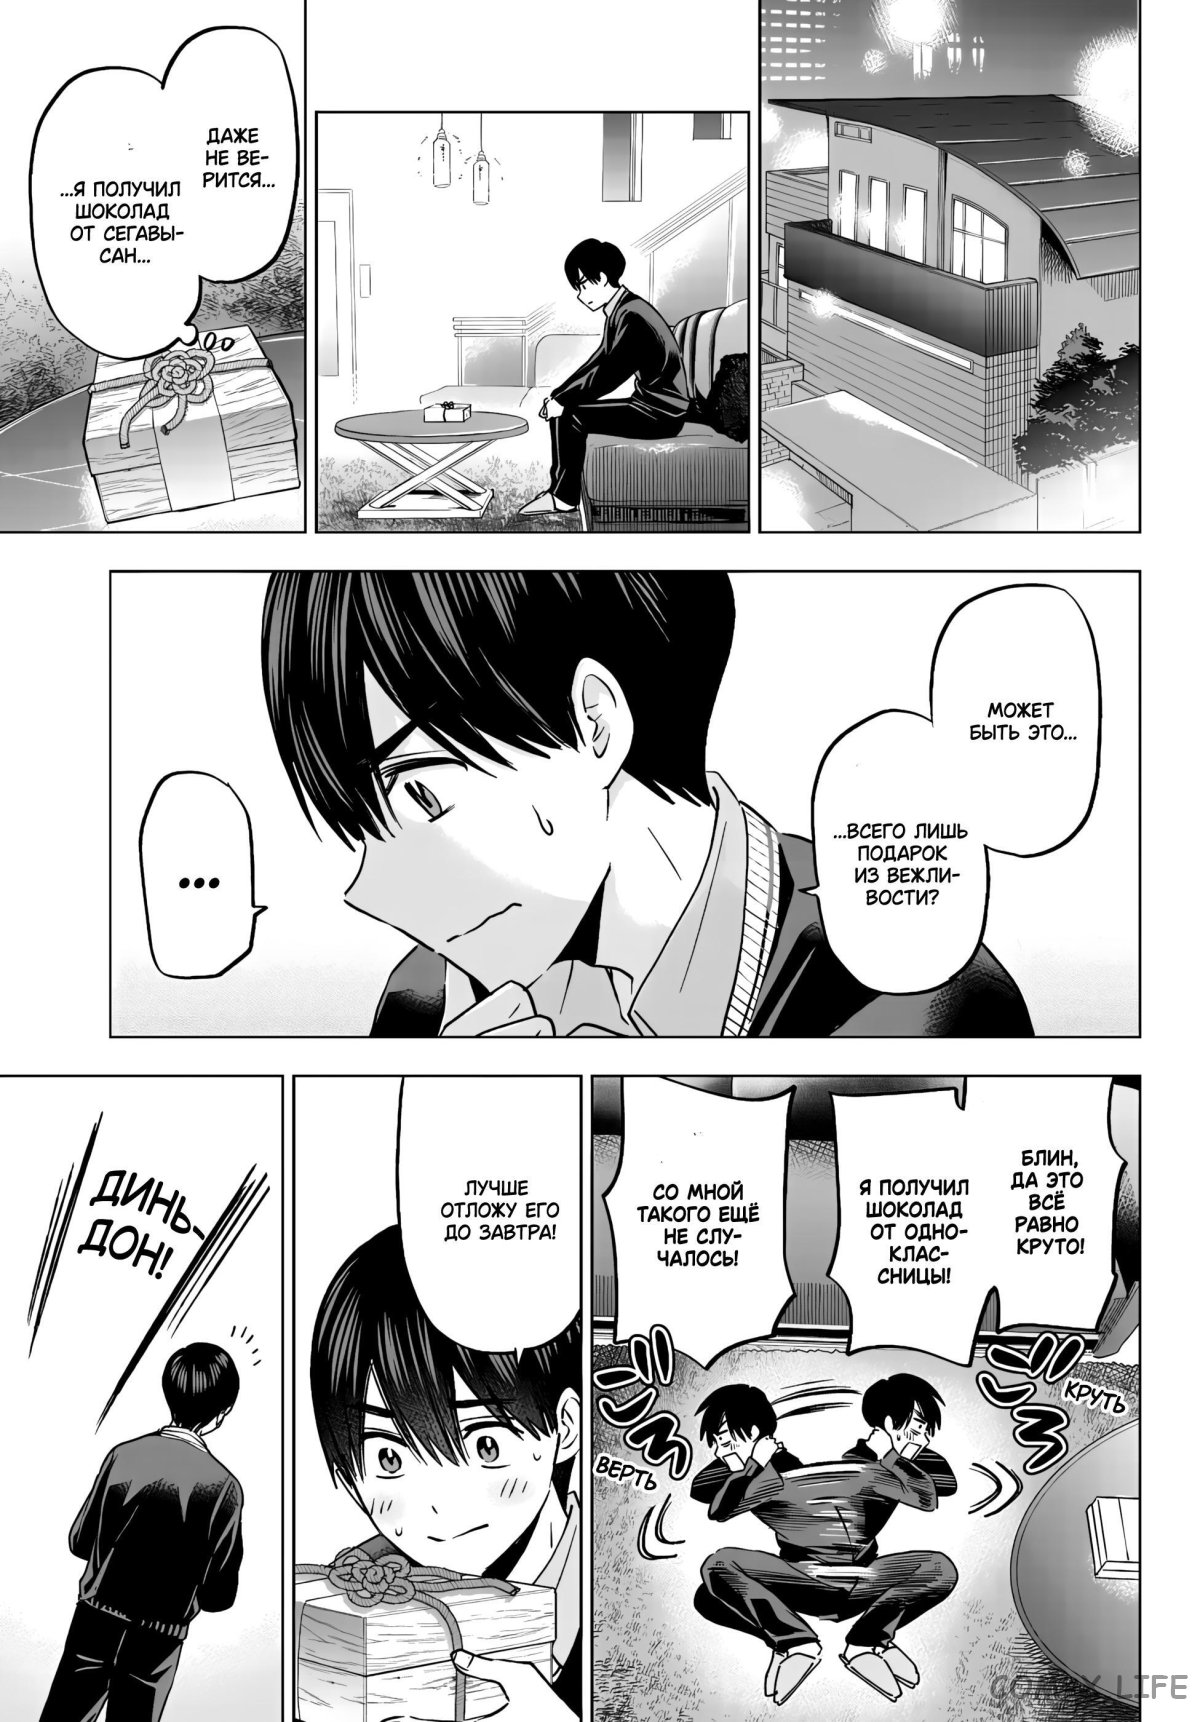 ДАЖЕ
НЕ ВЕ-
РИТСЯ...
...Я ПОЛУЧИЛ
ШОКОЛАД
ОТ СЕГАВЫ-
САН...
МОЖЕТ
БЫТЬ ЭТО...
...ВСЕГО ЛИШЬ
ПОДАРОК
ИЗ ВЕЖЛИ-
ВОСТИ?
...
БЛИН,
ДА ЭТО
ВСЁ
РАВНО
КРУТО!
Я ПОЛУЧИЛ
ШОКОЛАД
ОТ ОДНО-
КЛАС-
СНИЦЫ!
СО МНОЙ
ТАКОГО ЕЩЁ
НЕ СЛУ-
ЧАЛОСЬ!
КРУТЬ
ВЕРТЬ
ЛУЧШЕ
ОТЛОЖУ ЕГО
ДО ЗАВТРА!
ДИНЬ-
ДОН!
LIFE